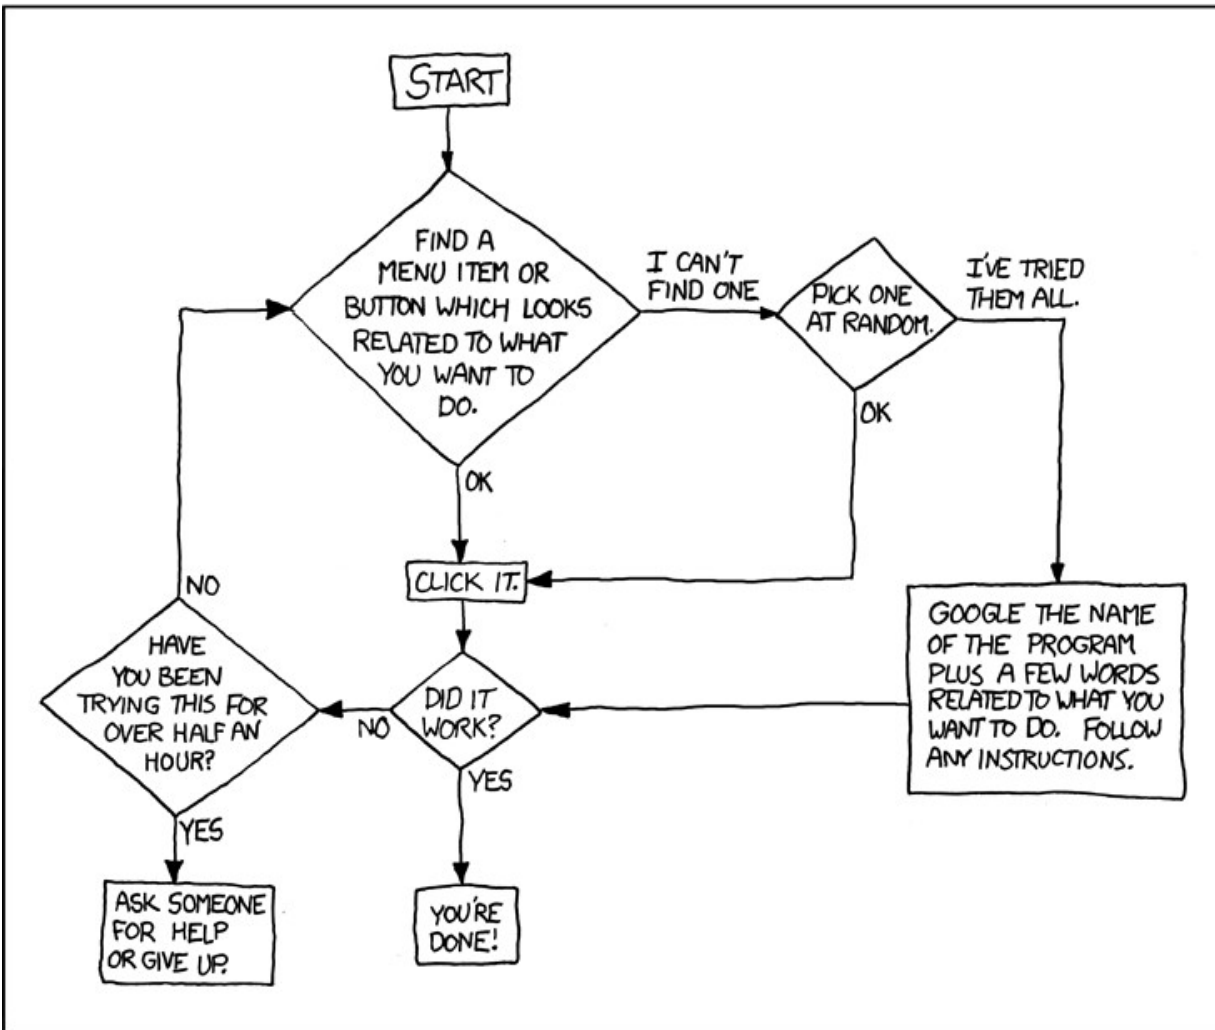 START
FIND A
MENU ITEM OR
BUTTON WHICH LOOKS
RELATED TO WHAT
YOU WANT TO
DO.
I CAN'T
FIND ONE
PICK ONE
AT RANDOM.
I'VE TRIED
THEM ALL.
OK
OK
CLICK IT.
NO
HAVE
YOU BEEN
TRYING THIS FOR
OVER HALF AN
HOUR?
NO
DID IT
WORK?
GOOGLE THE NAME
OF THE PROGRAM
PLUS A FEW WORDS
RELATED TO WHAT YOU
WANT TO DO. FOLLOW
ANY INSTRUCTIONS.
YES
YES
ASK SOMEONE
FOR HELP
OR GIVE UP.
YOU'RE
DONE!